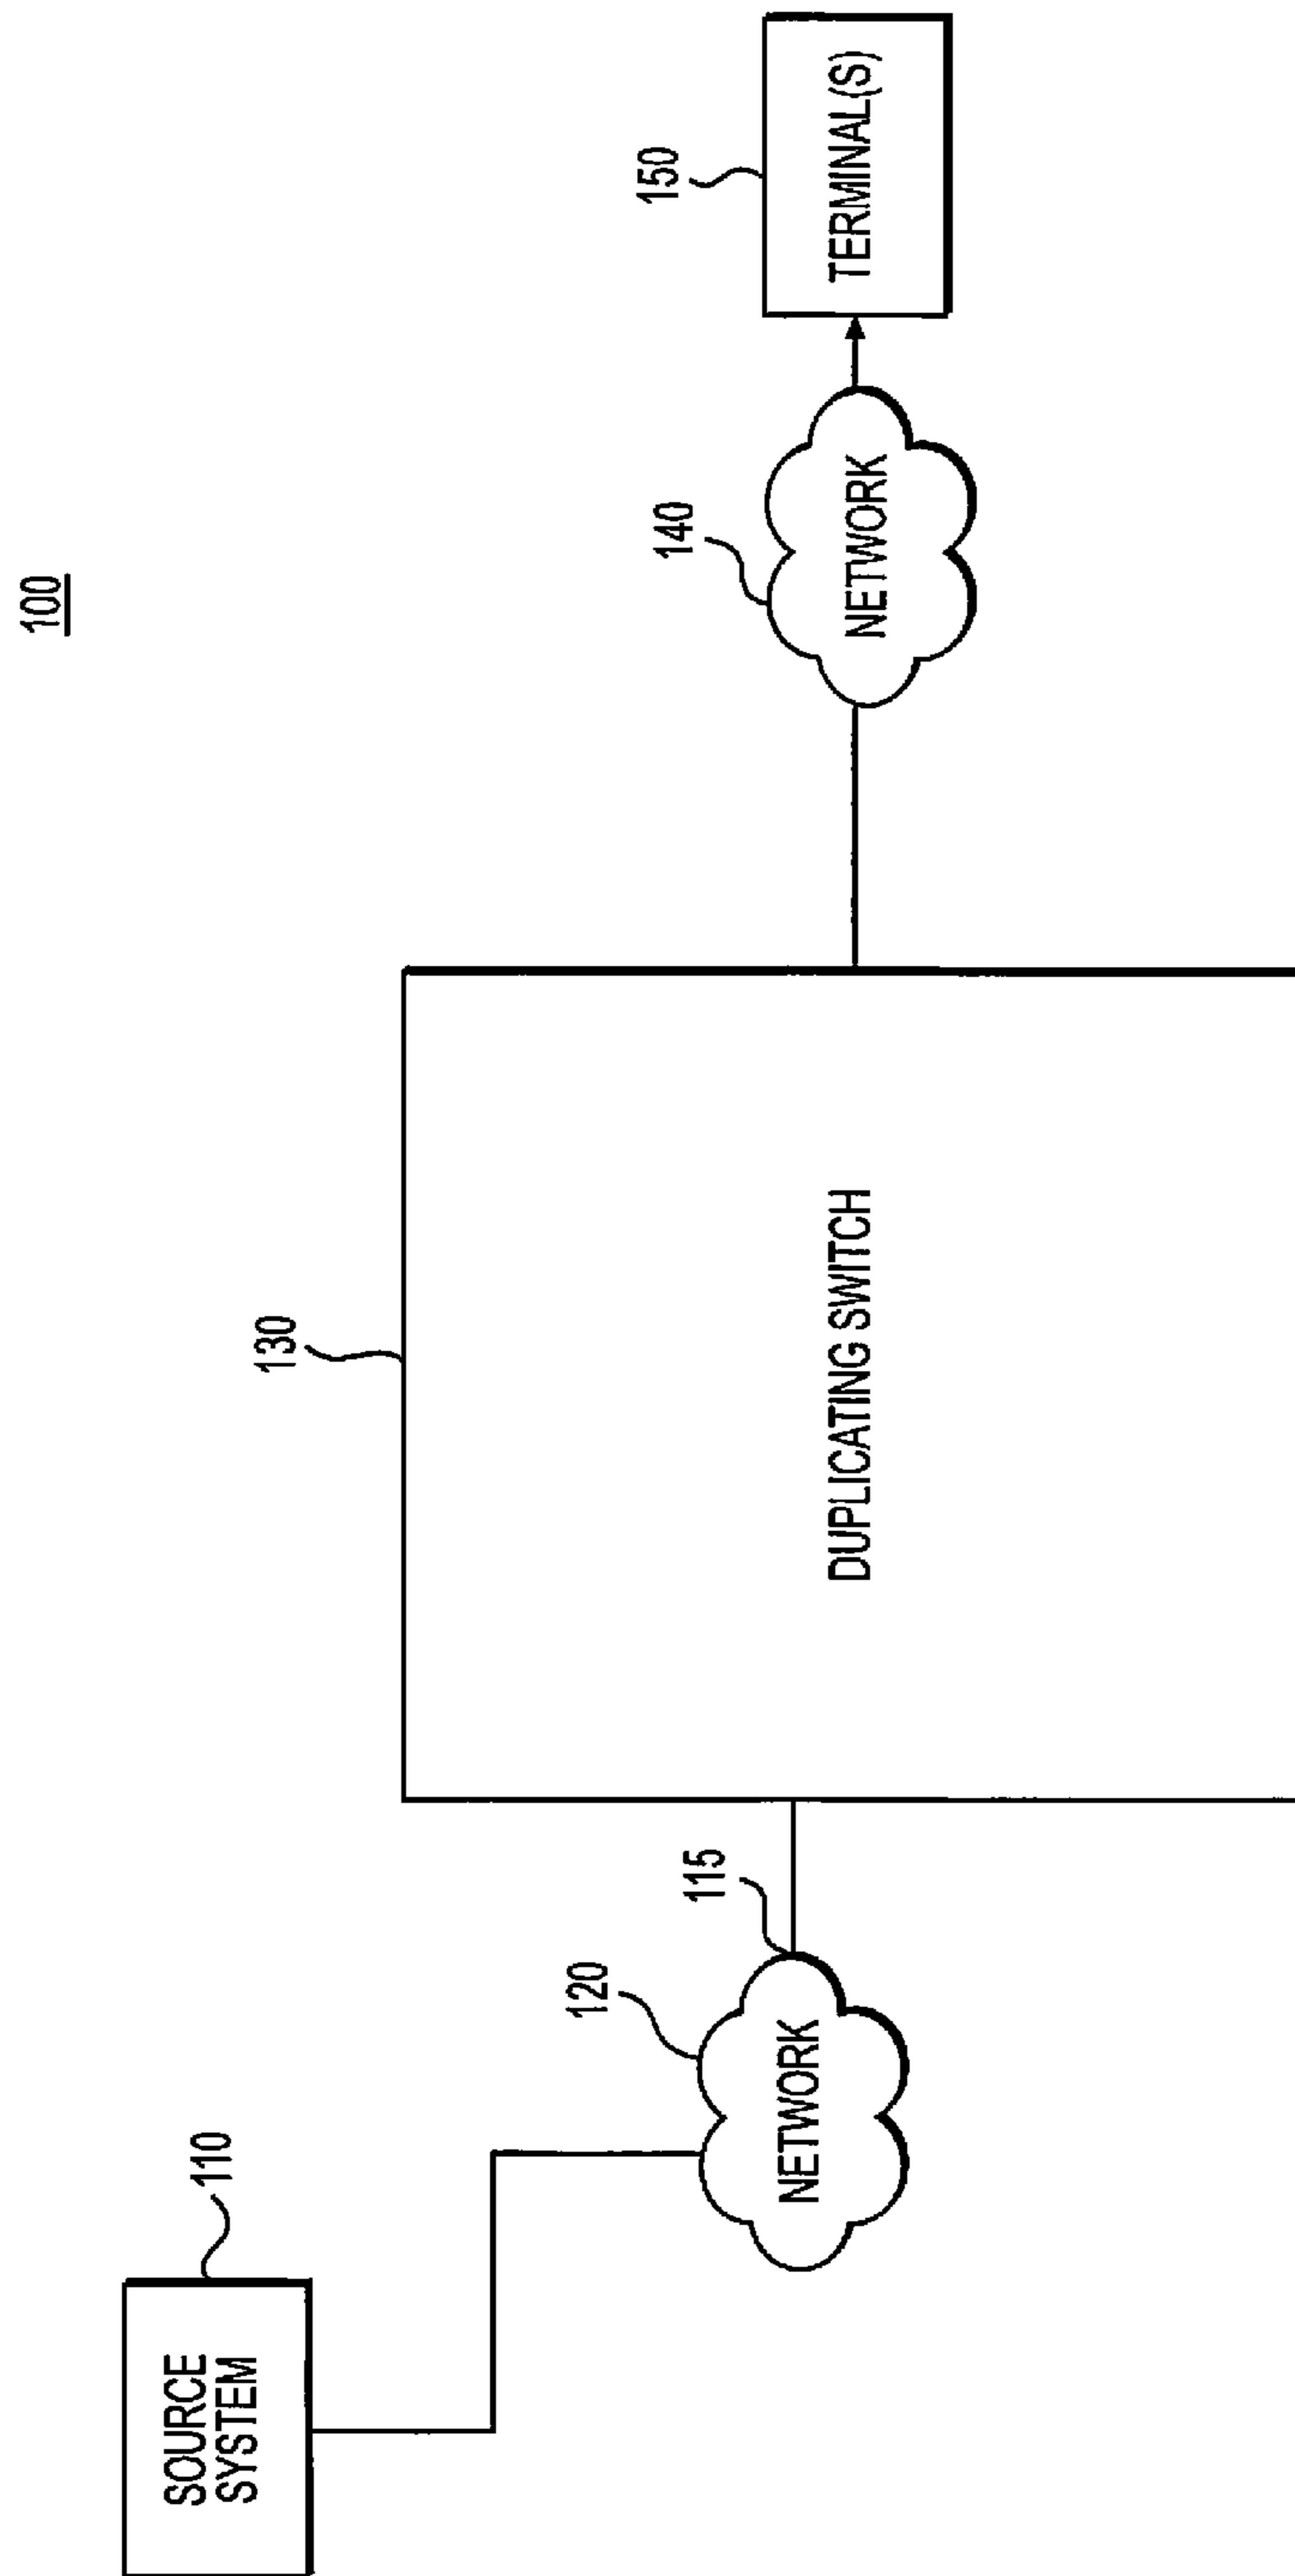 100
SOURCE
SYSTEM
110
NETWORK
120
115
DUPLICATING SWITCH
130
NETWORK
140
TERMINAL(S)
150